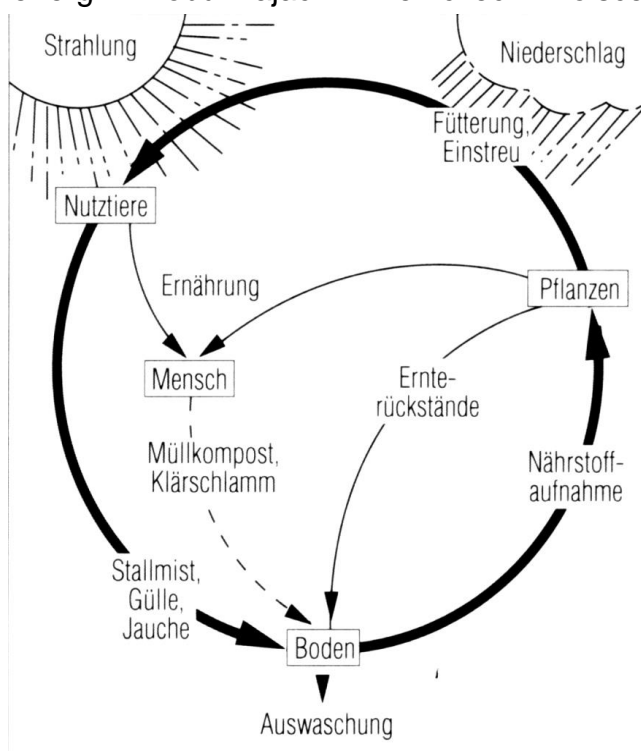 Strahlung
Niederschlag
Fütterung,
Einstreu
Nutztiere
Ernährung
Pflanzen
Mensch
Ernte-
rückstände
Müllkompost,
Klärschlamm
Nährstoff-
aufnahme
Stallmist,
Gülle,
Jauche
Boden
Auswaschung